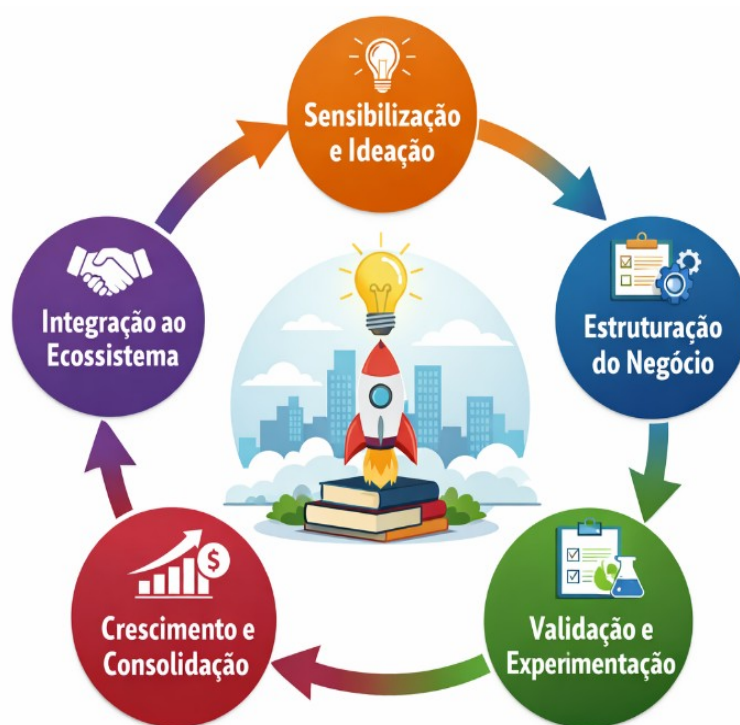 Sensibilização
e Ideação
Estruturação
do Negócio
Validação e
Experimentação
$
Crescimento e
Consolidação
Integração ao
Ecossistema